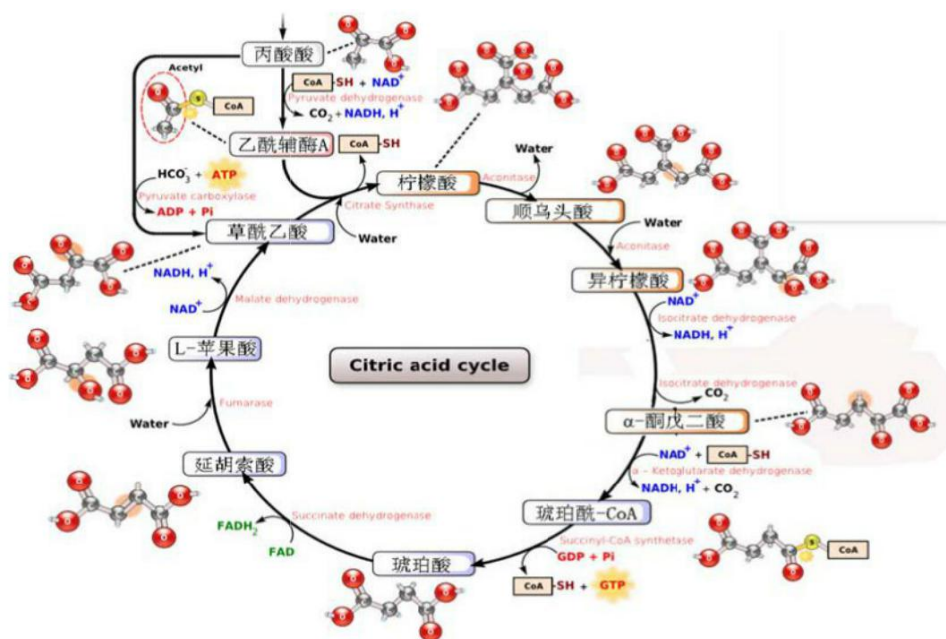 丙酸酸
Acetyl
CoA-SH + NAD+
Pyruvate dehydrogenase
CO2 + NADH, H+
S CoA
乙酰辅酶A
CoA-SH
HCO3- + ATP
Pyruvate carboxylase
ADP + Pi
柠檬酸
Citrate Synthase
Water
草酰乙酸
Water
Aconitase
顺乌头酸
Water
Aconitase
异柠檬酸
NAD+
Isocitrate dehydrogenase
NADH, H+
Isocitrate dehydrogenase
CO2
α-酮戊二酸
NAD+ + CoA-SH
α - Ketoglutarate dehydrogenase
NADH, H+ + CO2
琥珀酰-CoA
Succinyl-CoA synthetase
GDP + Pi
CoA-SH + GTP
S CoA
琥珀酸
Succinate dehydrogenase
FADH2
FAD
延胡索酸
Water
Fumarase
L-苹果酸
NADH, H+
NAD+
Malate dehydrogenase
Citric acid cycle